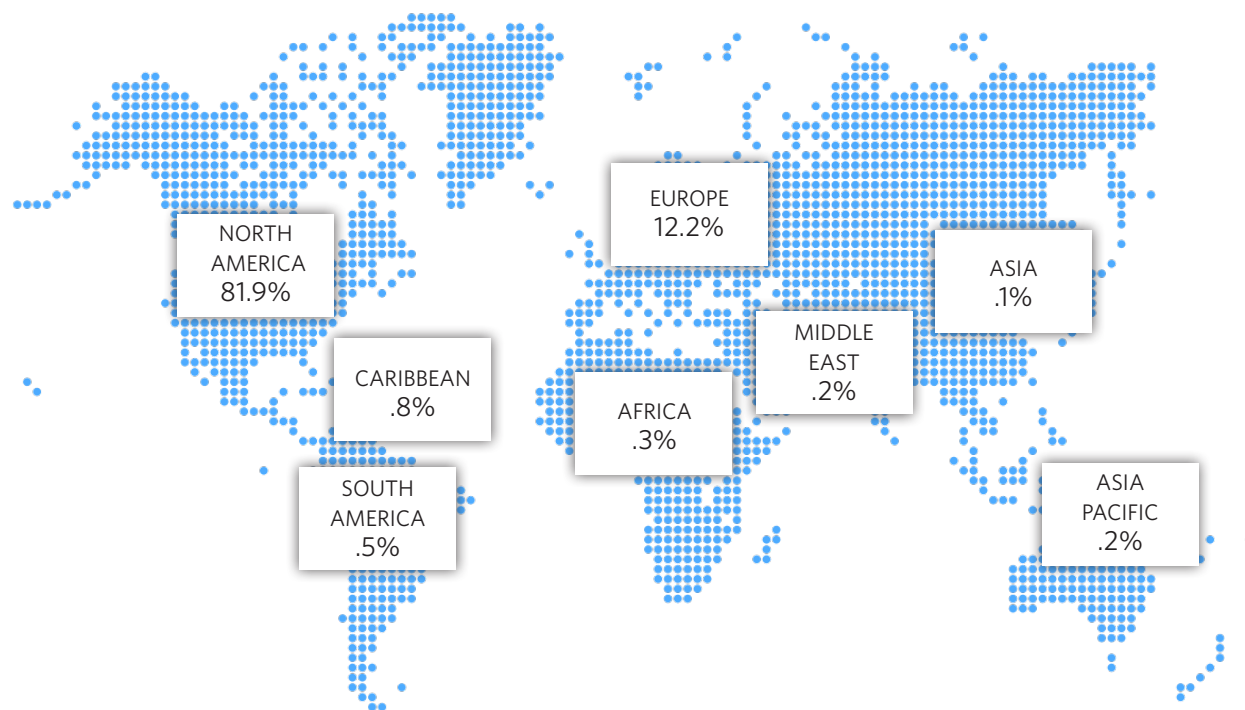 NORTH
AMERICA
81.9%
CARIBBEAN
.8%
SOUTH
AMERICA
.5%
EUROPE
12.2%
AFRICA
.3%
MIDDLE
EAST
.2%
ASIA
.1%
ASIA
PACIFIC
.2%